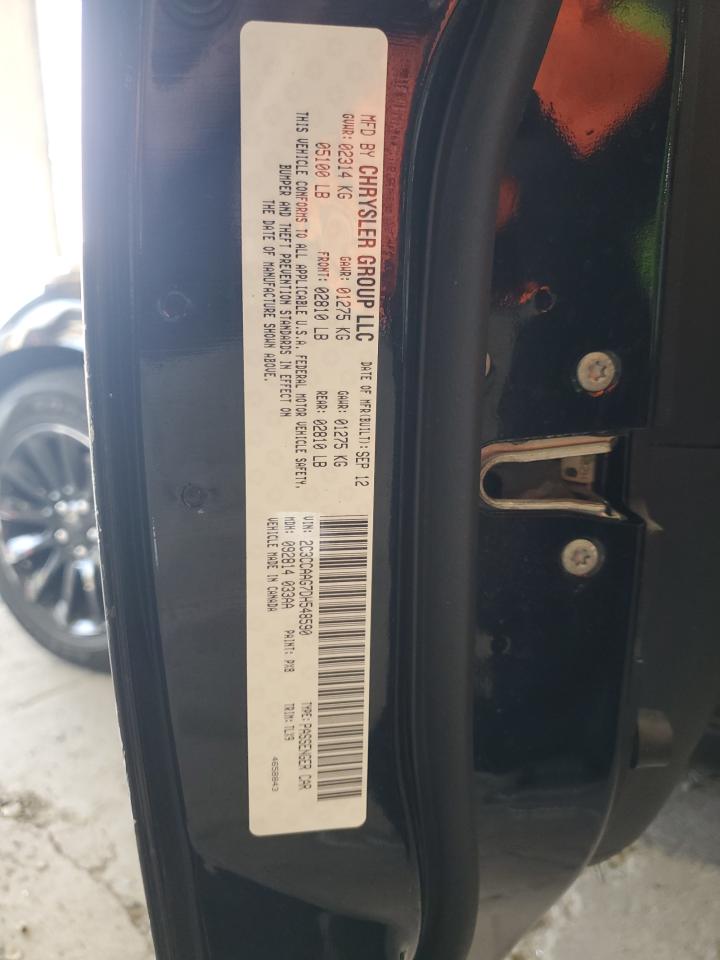 MFD BY CHRYSLER GROUP LLC DATE OF MFR(BUILT): SEP 12
GVWR: 02314 KG GAWR: 01275 KG GAWR: 01275 KG
05100 LB FRONT: 02810 LB REAR: 02810 LB
THIS VEHICLE CONFORMS TO ALL APPLICABLE U.S.A. FEDERAL MOTOR VEHICLE SAFETY,
BUMPER AND THEFT PREVENTION STANDARDS IN EFFECT ON
THE DATE OF MANUFACTURE SHOWN ABOVE.
VIN: 2C3CCAAG7DH548590 TYPE: PASSENGER CAR
MDH: 092814 033AA PAINT: PX8 TRIM: TLX9
VEHICLE MADE IN CANADA
4658843